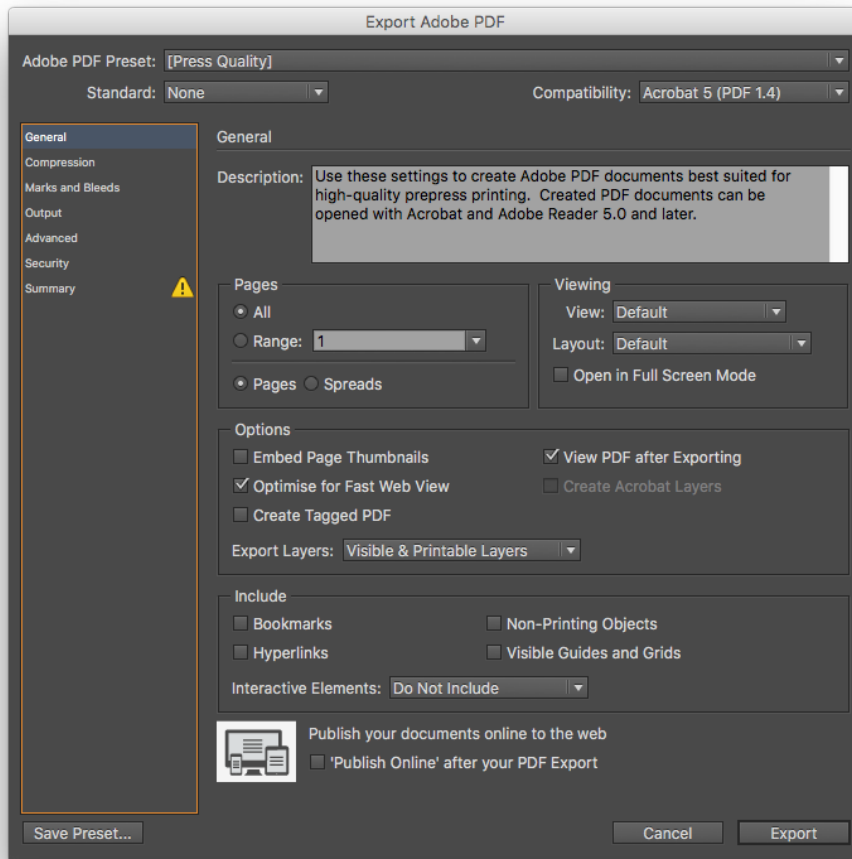 Export Adobe PDF
Adobe PDF Preset: [Press Quality]
Standard: None Compatibility: Acrobat 5 (PDF 1.4)
General
Compression
Marks and Bleeds
Output
Advanced
Security
Summary
General
Description: Use these settings to create Adobe PDF documents best suited for
high-quality prepress printing.  Created PDF documents can be
opened with Acrobat and Adobe Reader 5.0 and later.
Pages
All
Range: 1
Pages Spreads
Viewing
View: Default
Layout: Default
Open in Full Screen Mode
Options
Embed Page Thumbnails View PDF after Exporting
Optimise for Fast Web View Create Acrobat Layers
Create Tagged PDF
Export Layers: Visible & Printable Layers
Include
Bookmarks Non-Printing Objects
Hyperlinks Visible Guides and Grids
Interactive Elements: Do Not Include
Publish your documents online to the web
'Publish Online' after your PDF Export
Save Preset... Cancel Export